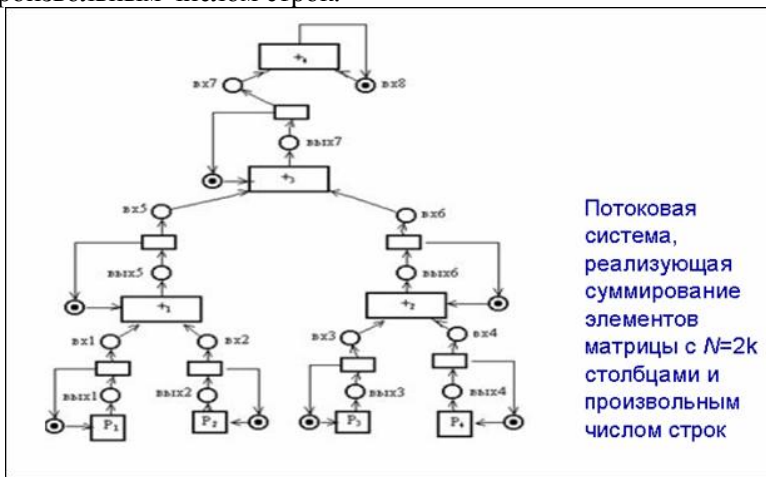 роизвольным числом строк.
+₄
вх7
вх8
вых7
+₃
вх5
вх6
вых5
вых6
+₁
+₂
вх1
вх2
вх3
вх4
вых1
вых2
вых3
вых4
P₁
P₂
P₃
P₄
Потоковая
система,
реализующая
суммирование
элементов
матрицы с N=2k
столбцами и
произвольным
числом строк